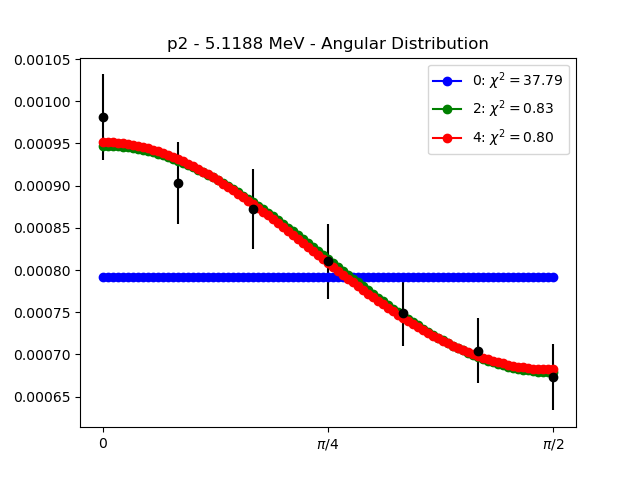 p2 - 5.1188 MeV - Angular Distribution
0.00105
0.00100
0.00095
0.00090
0.00085
0.00080
0.00075
0.00070
0.00065
0
π/4
π/2
0: χ² = 37.79
2: χ² = 0.83
4: χ² = 0.80